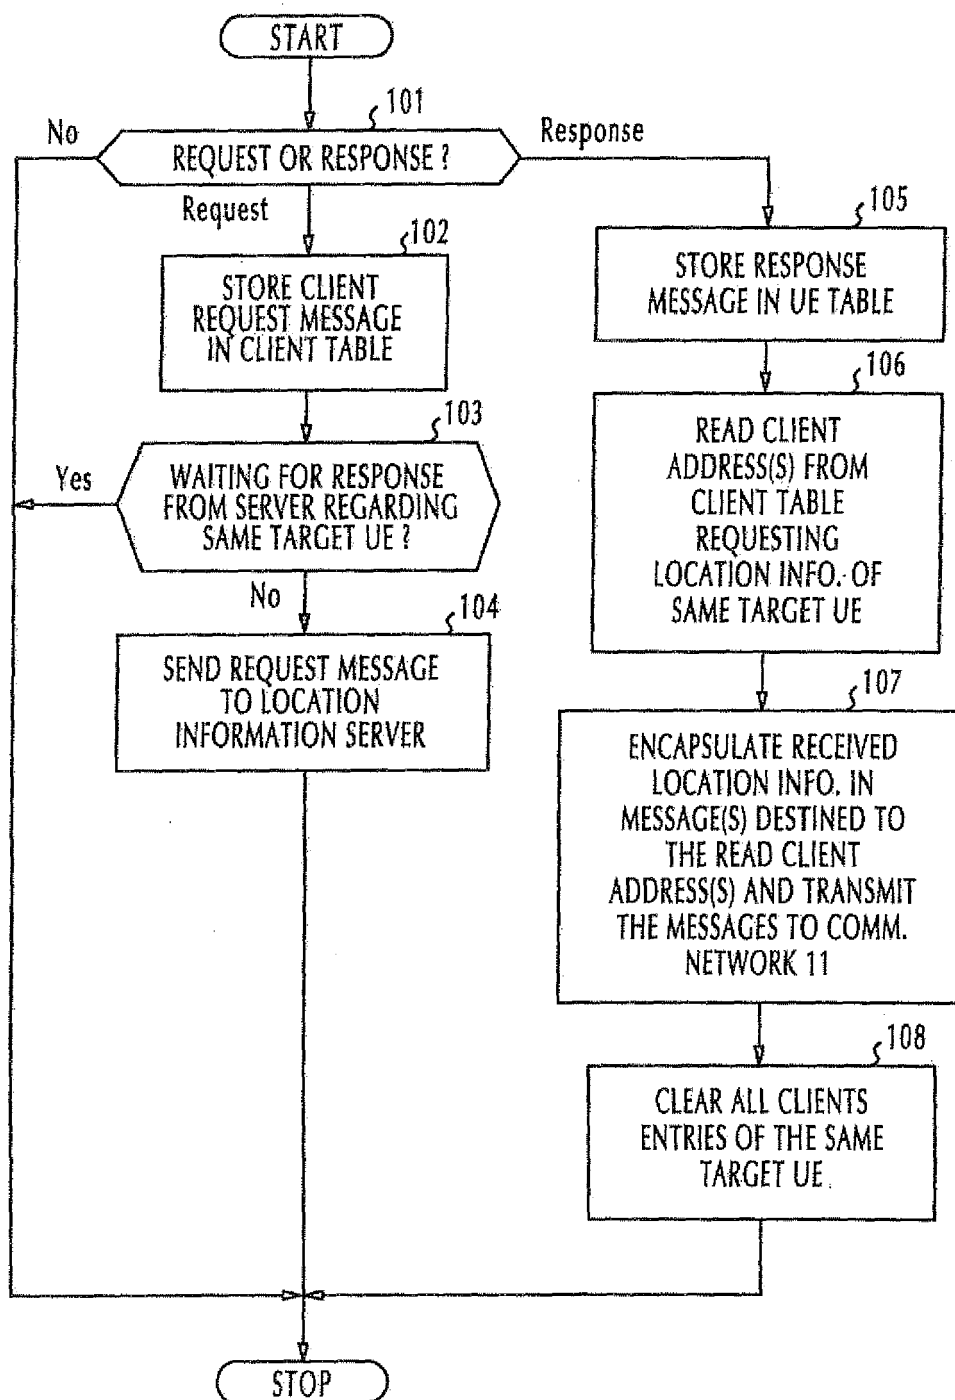 START
101
No
REQUEST OR RESPONSE ?
Response
Request
102
STORE CLIENT
REQUEST MESSAGE
IN CLIENT TABLE
103
Yes
WAITING FOR RESPONSE
FROM SERVER REGARDING
SAME TARGET UE ?
No
104
SEND REQUEST MESSAGE
TO LOCATION
INFORMATION SERVER
105
STORE RESPONSE
MESSAGE IN UE TABLE
106
READ CLIENT
ADDRESS(S) FROM
CLIENT TABLE
REQUESTING
LOCATION INFO. OF
SAME TARGET UE
107
ENCAPSULATE RECEIVED
LOCATION INFO. IN
MESSAGE(S) DESTINED TO
THE READ CLIENT
ADDRESS(S) AND TRANSMIT
THE MESSAGES TO COMM.
NETWORK 11
108
CLEAR ALL CLIENTS
ENTRIES OF THE SAME
TARGET UE
STOP